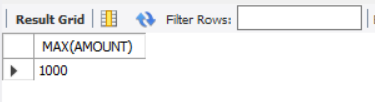 Result Grid Filter Rows:
MAX(AMOUNT)
1000